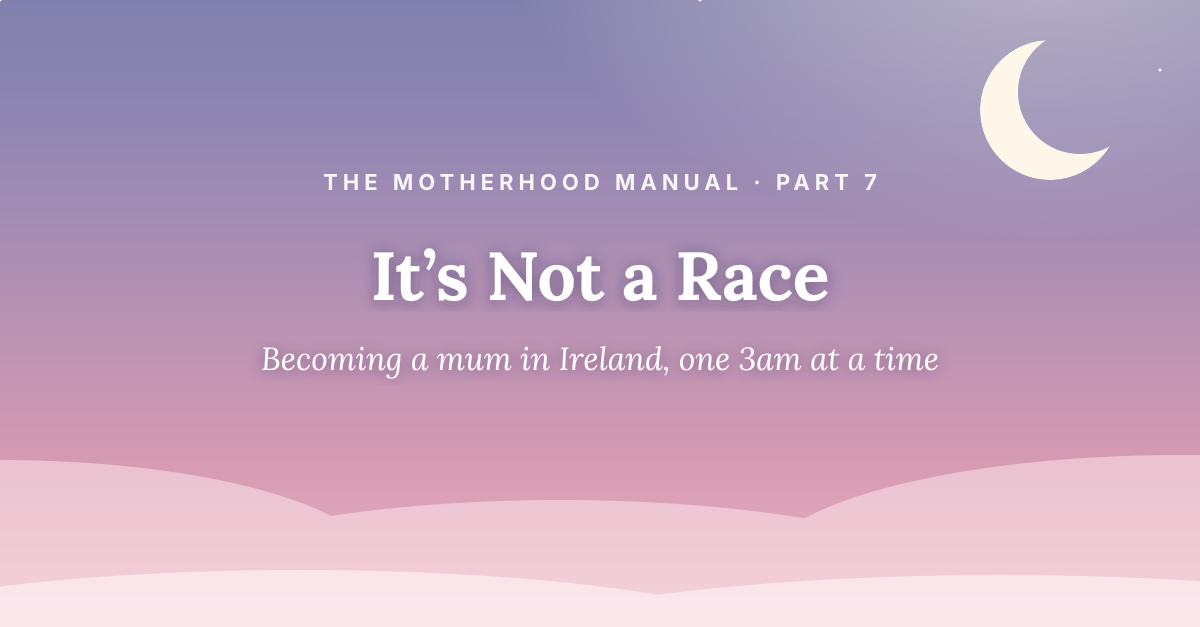 THE MOTHERHOOD MANUAL · PART 7
It’s Not a Race
Becoming a mum in Ireland, one 3am at a time